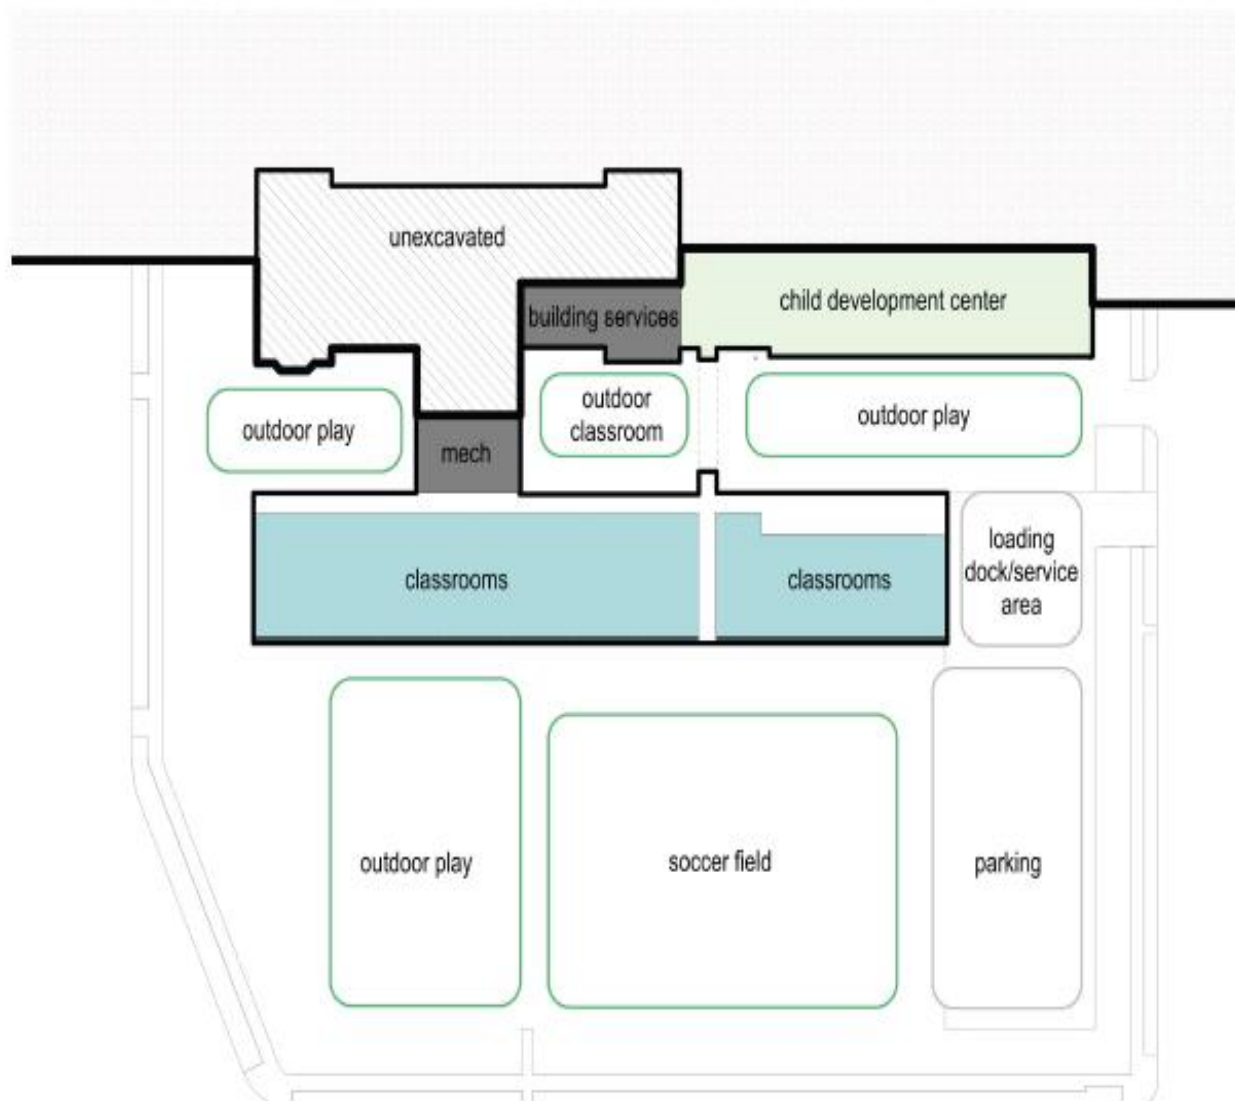 unexcavated
building services
child development center
outdoor play
outdoor
classroom
outdoor play
mech
classrooms
classrooms
loading
dock/service
area
outdoor play
soccer field
parking